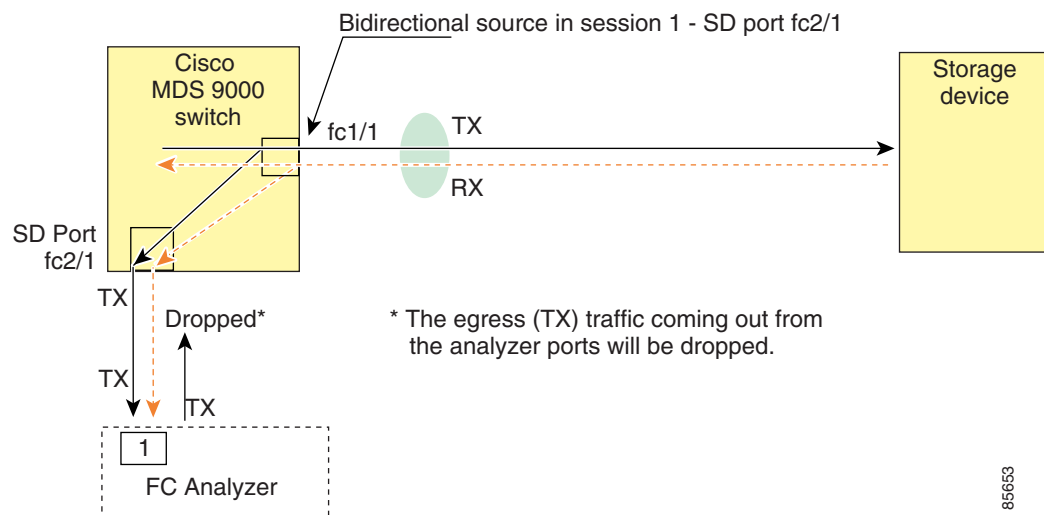 Bidirectional source in session 1 - SD port fc2/1
Cisco
MDS 9000
switch
Storage
device
fc1/1
TX
RX
SD Port
fc2/1
TX
Dropped*
* The egress (TX) traffic coming out from
the analyzer ports will be dropped.
TX
TX
1
FC Analyzer
85653